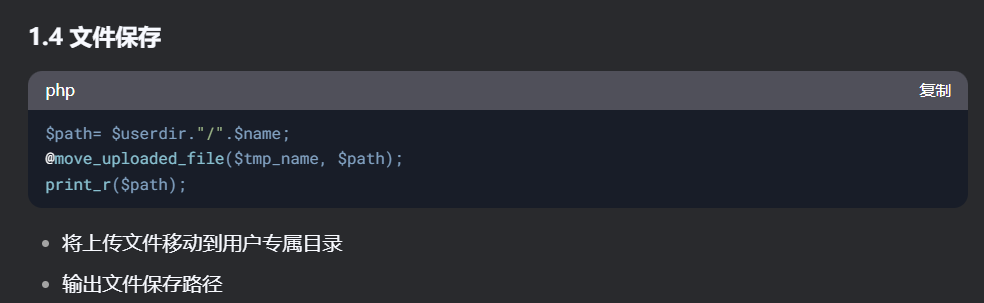 1.4 文件保存
php 复制
$path= $userdir."/".$name;
@move_uploaded_file($tmp_name, $path);
print_r($path);
将上传文件移动到用户专属目录
输出文件保存路径